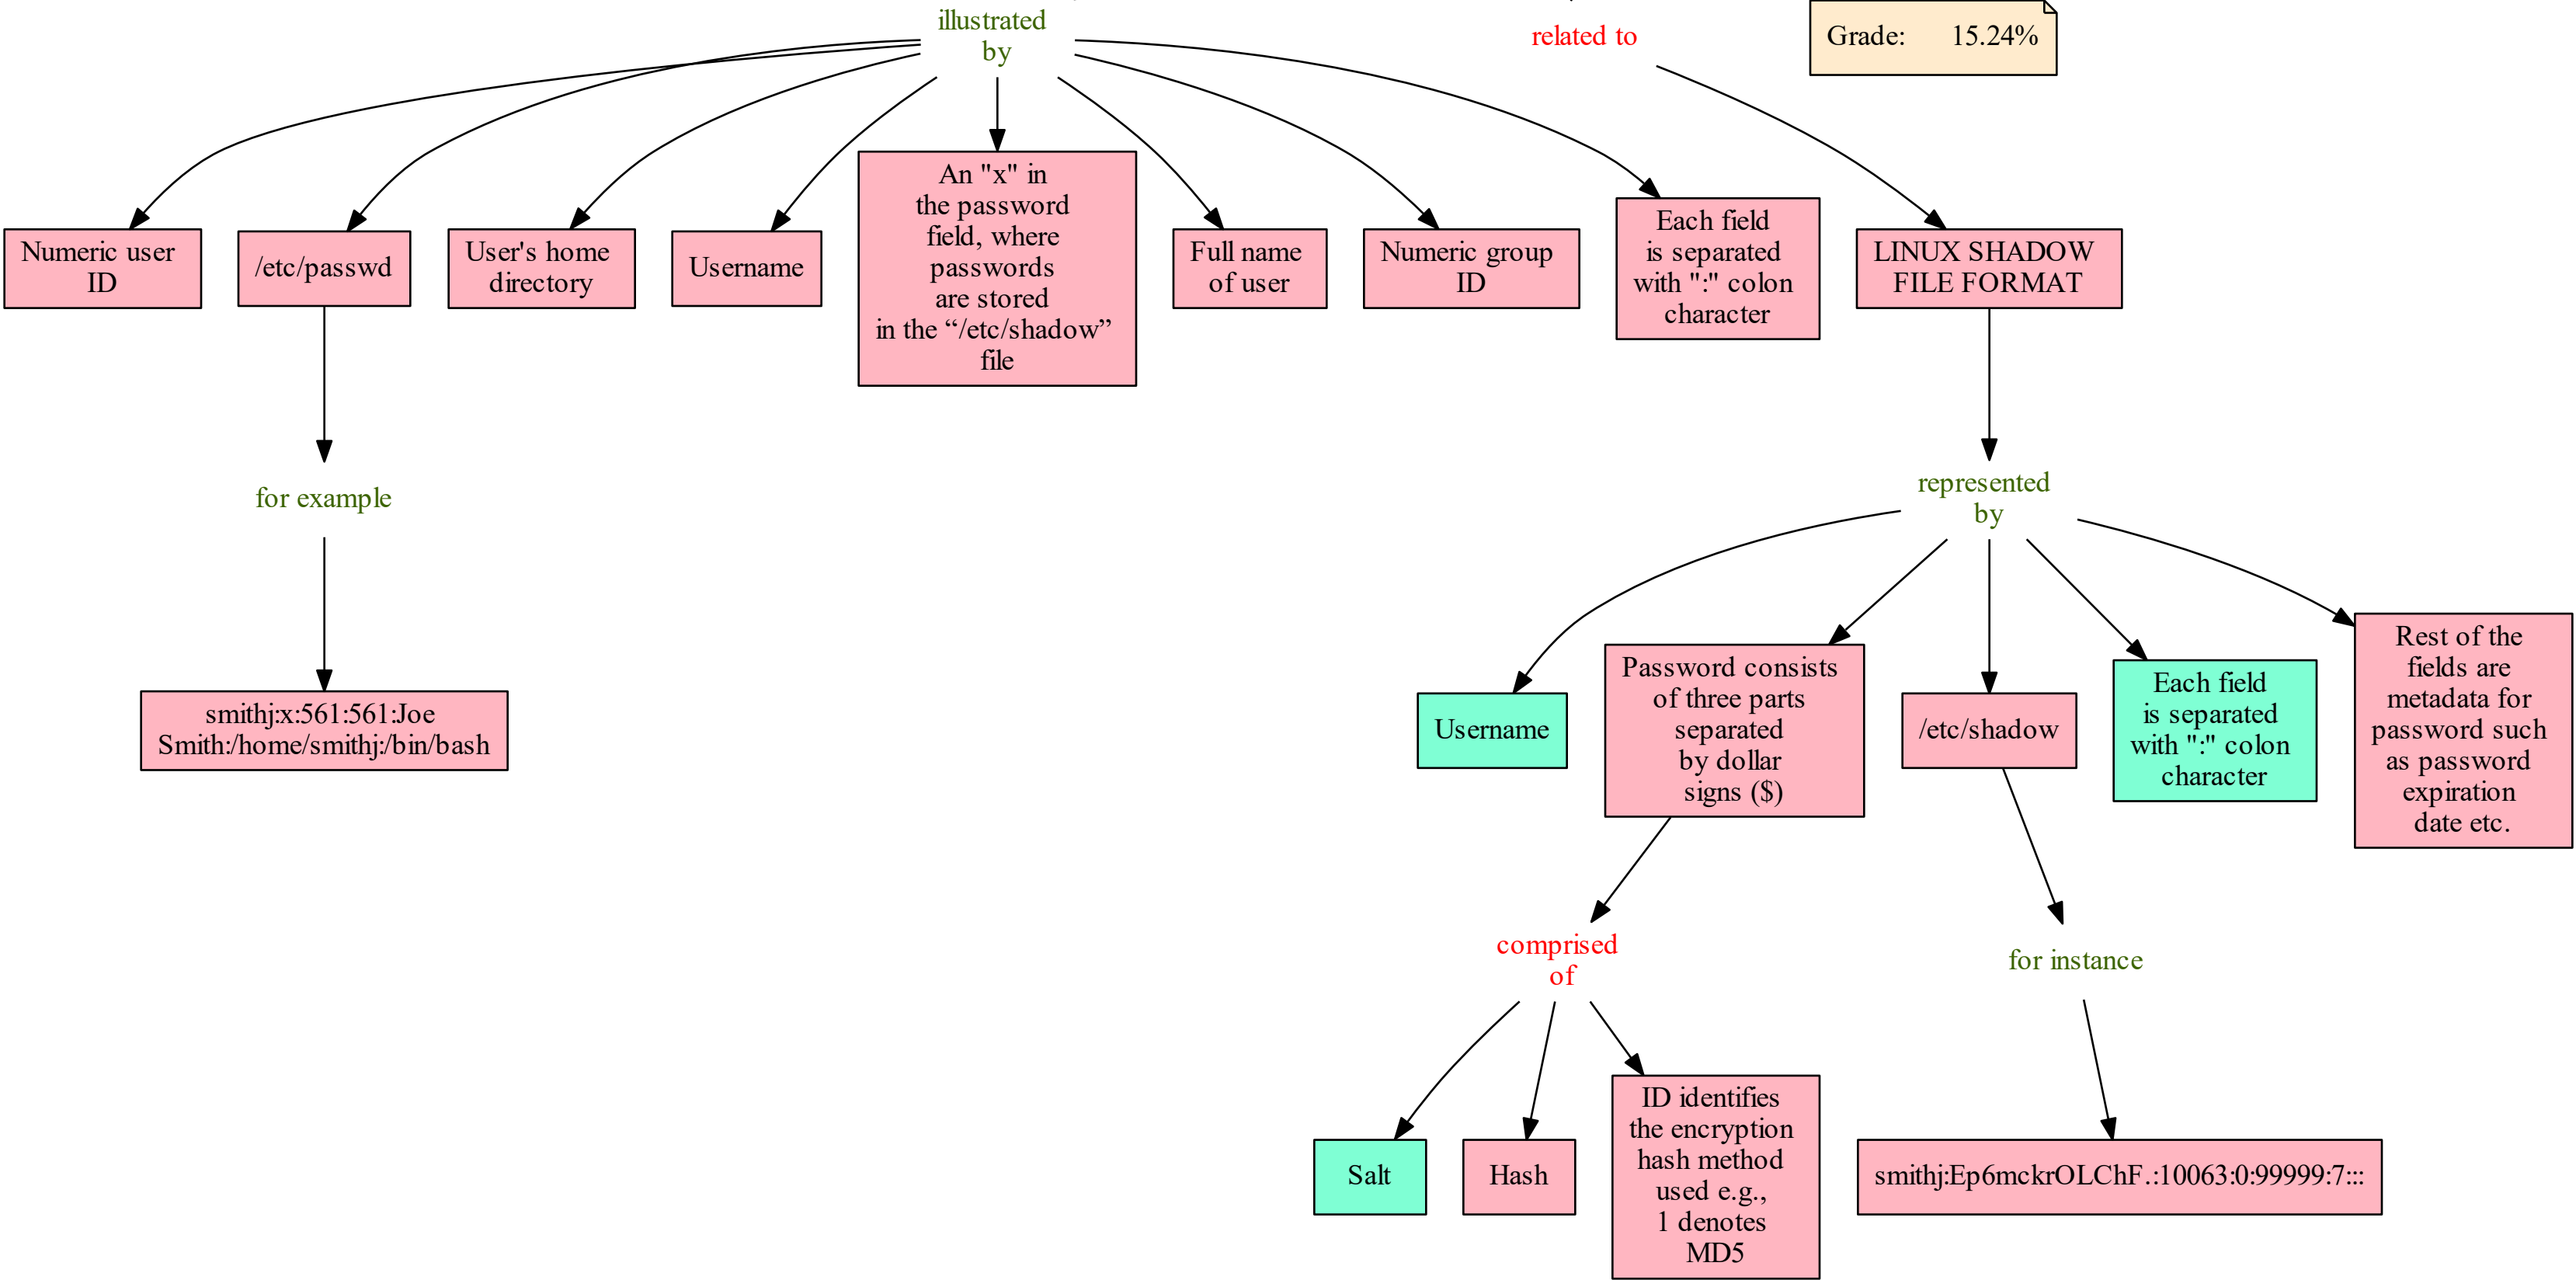 illustrated
by
related to
Grade: 15.24%
Numeric user
ID
/etc/passwd
User's home
directory
Username
An "x" in
the password
field, where
passwords
are stored
in the “/etc/shadow”
file
Full name
of user
Numeric group
ID
Each field
is separated
with ":" colon
character
LINUX SHADOW
FILE FORMAT
for example
represented
by
smithj:x:561:561:Joe
Smith:/home/smithj:/bin/bash
Username
Password consists
of three parts
separated
by dollar
signs ($)
/etc/shadow
Each field
is separated
with ":" colon
character
Rest of the
fields are
metadata for
password such
as password
expiration
date etc.
comprised
of
for instance
Salt
Hash
ID identifies
the encryption
hash method
used e.g.,
1 denotes
MD5
smithj:Ep6mckrOLChF.:10063:0:99999:7:::